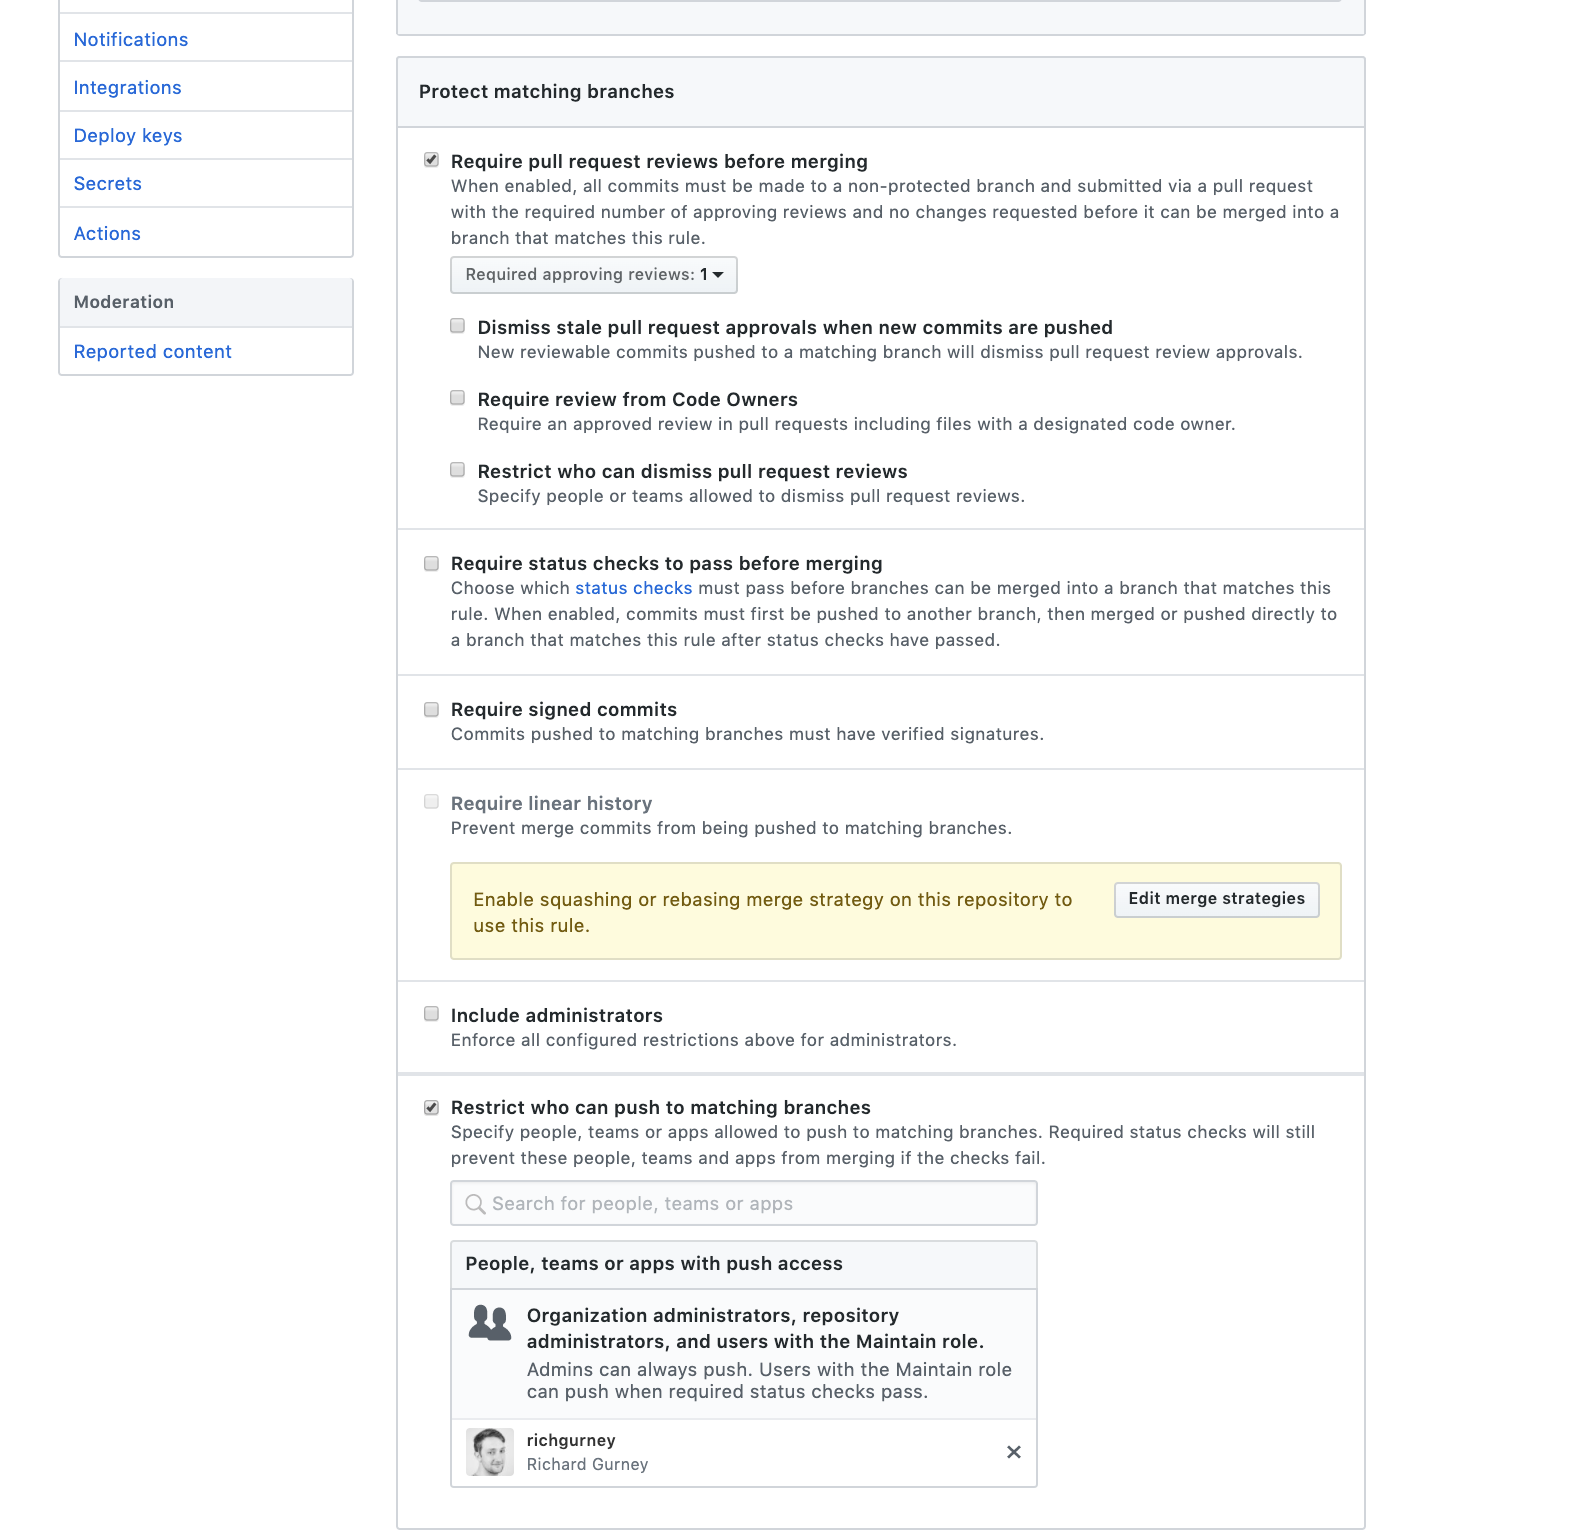 Notifications
Integrations
Deploy keys
Secrets
Actions
Moderation
Reported content
Protect matching branches
Require pull request reviews before merging
When enabled, all commits must be made to a non-protected branch and submitted via a pull request
with the required number of approving reviews and no changes requested before it can be merged into a
branch that matches this rule.
Required approving reviews: 1
Dismiss stale pull request approvals when new commits are pushed
New reviewable commits pushed to a matching branch will dismiss pull request review approvals.
Require review from Code Owners
Require an approved review in pull requests including files with a designated code owner.
Restrict who can dismiss pull request reviews
Specify people or teams allowed to dismiss pull request reviews.
Require status checks to pass before merging
Choose which status checks must pass before branches can be merged into a branch that matches this
rule. When enabled, commits must first be pushed to another branch, then merged or pushed directly to
a branch that matches this rule after status checks have passed.
Require signed commits
Commits pushed to matching branches must have verified signatures.
Require linear history
Prevent merge commits from being pushed to matching branches.
Enable squashing or rebasing merge strategy on this repository to
use this rule.
Edit merge strategies
Include administrators
Enforce all configured restrictions above for administrators.
Restrict who can push to matching branches
Specify people, teams or apps allowed to push to matching branches. Required status checks will still
prevent these people, teams and apps from merging if the checks fail.
Search for people, teams or apps
People, teams or apps with push access
Organization administrators, repository
administrators, and users with the Maintain role.
Admins can always push. Users with the Maintain role
can push when required status checks pass.
richgurney
Richard Gurney